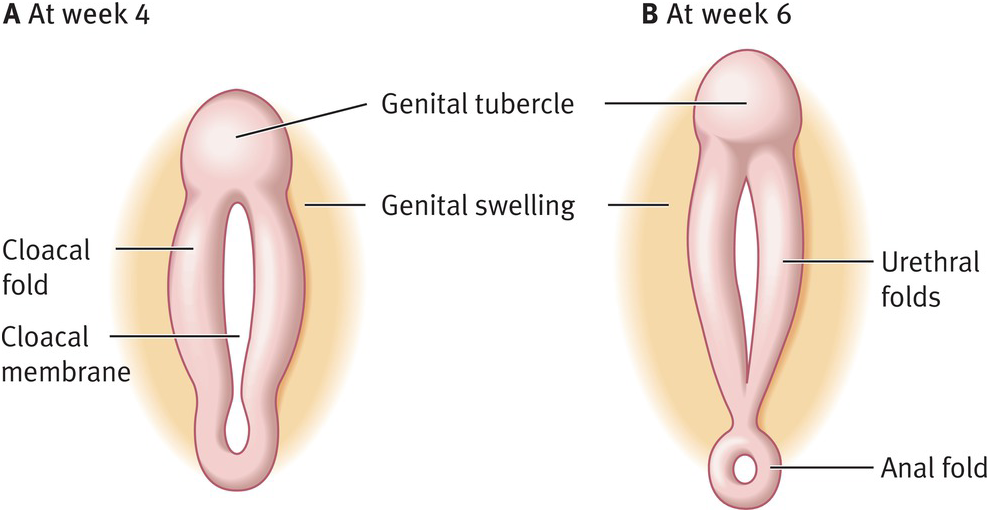 A At week 4
B At week 6
Genital tubercle
Genital swelling
Cloacal
fold
Cloacal
membrane
Urethral
folds
Anal fold